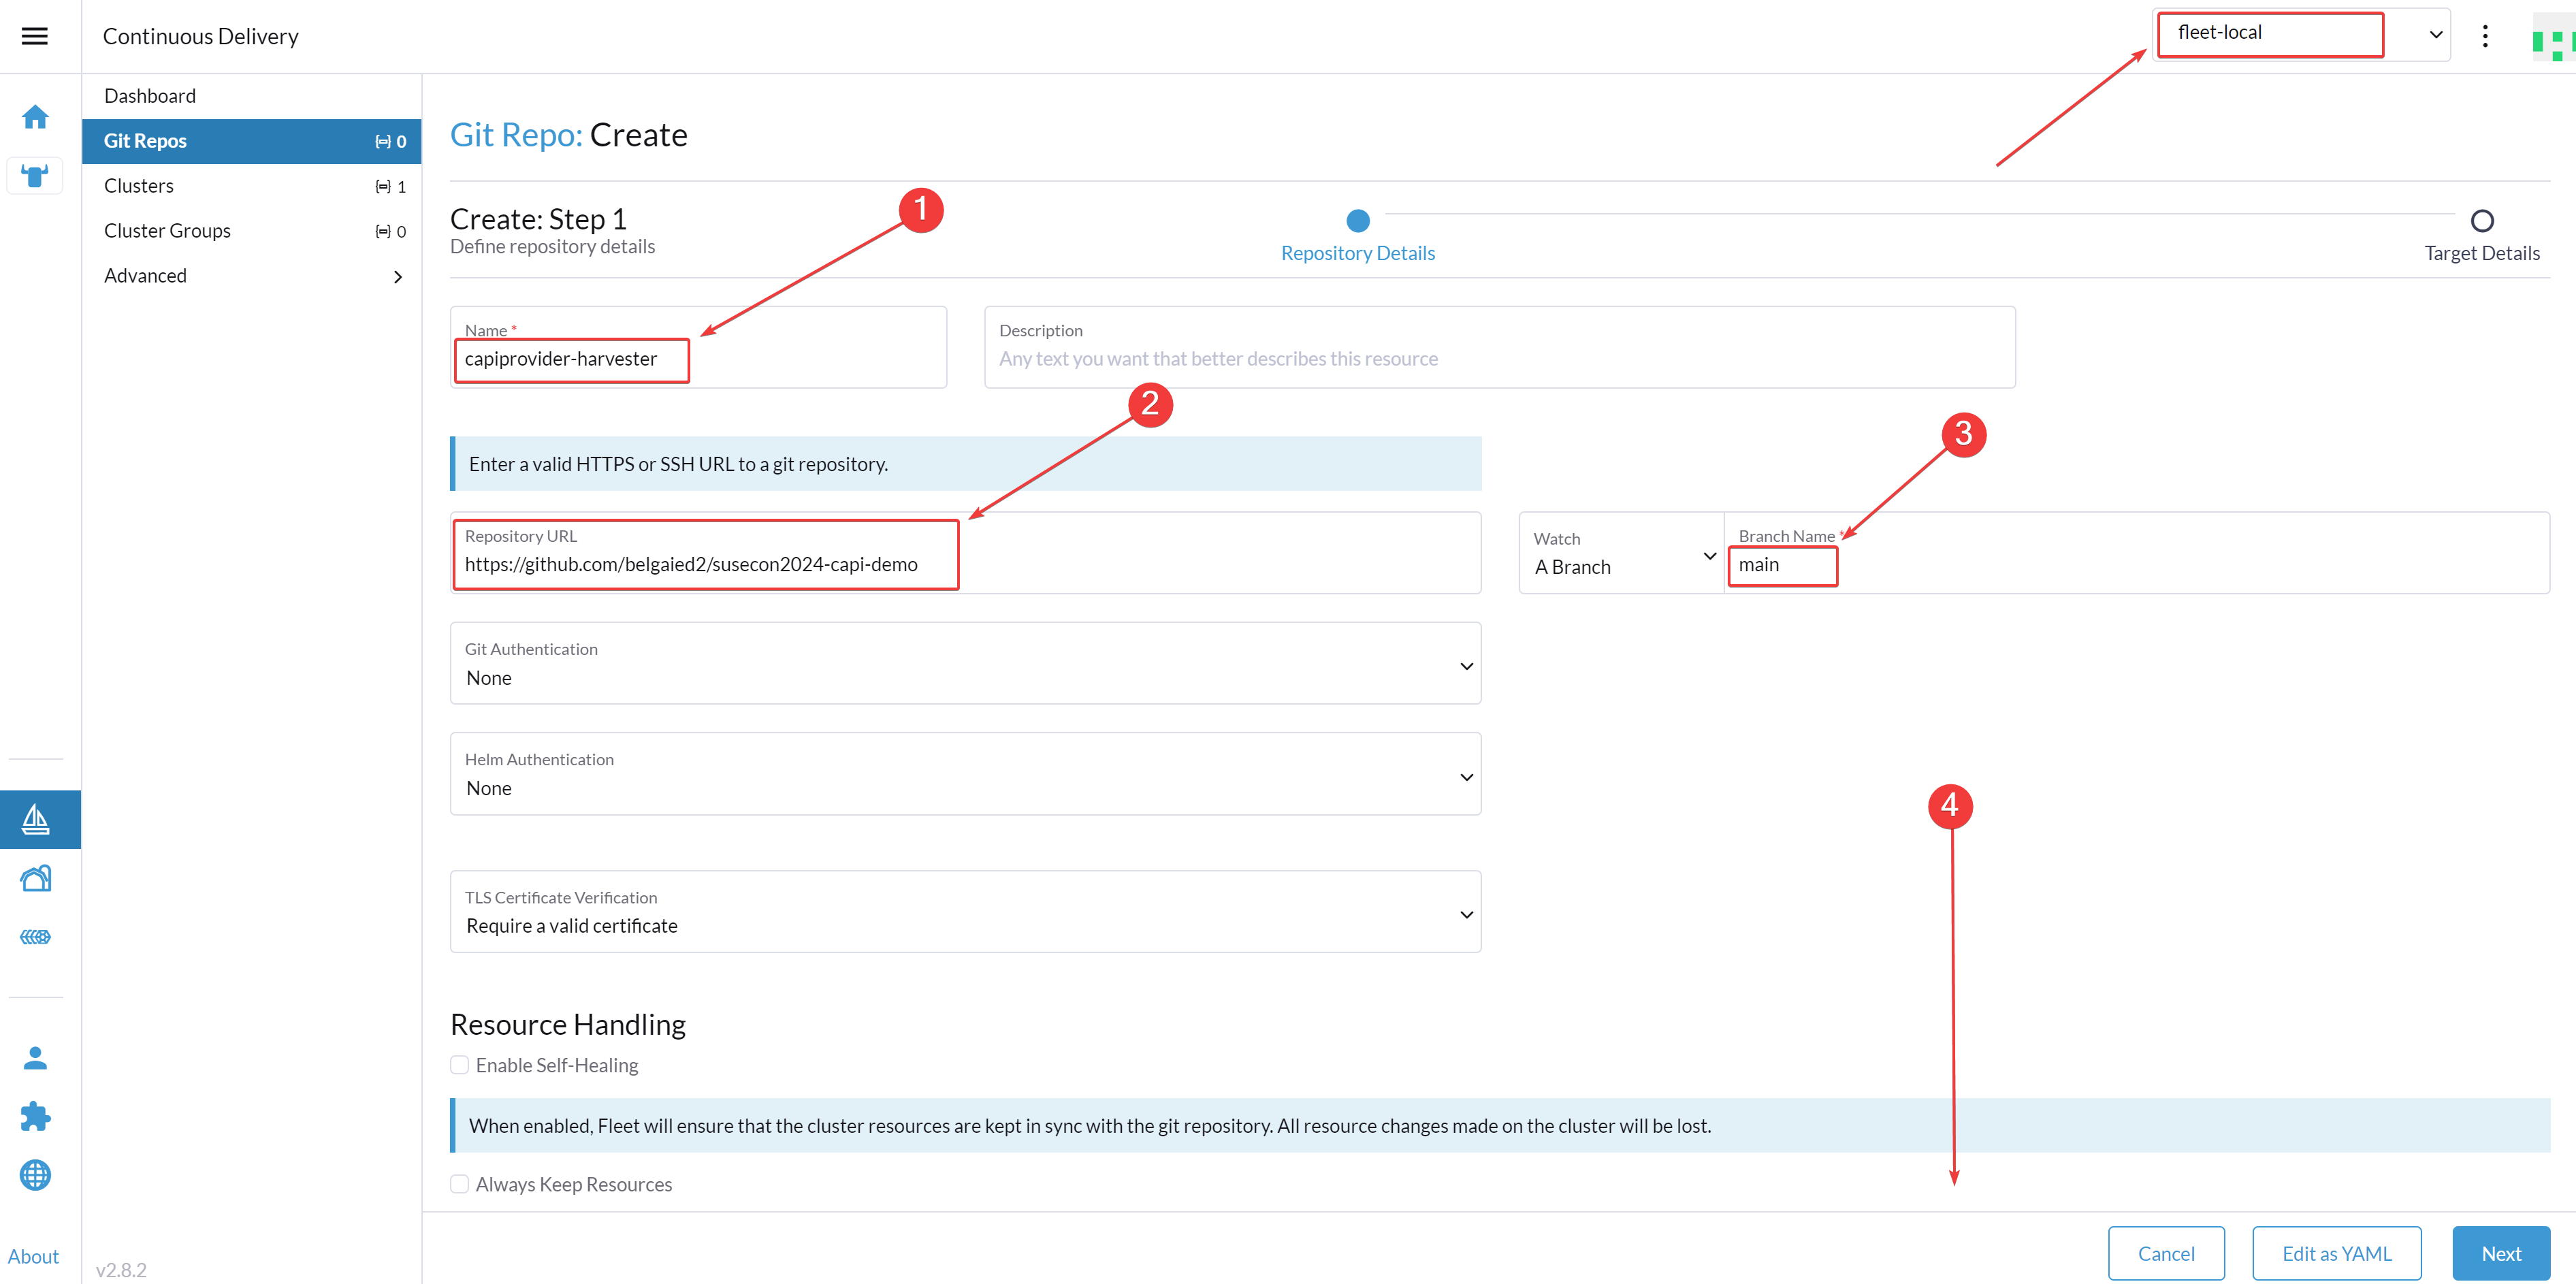 Continuous Delivery
fleet-local
Dashboard
Git Repos 0
Clusters 1
Cluster Groups 0
Advanced
Git Repo: Create
Create: Step 1
Define repository details
Repository Details
Target Details
1
Name *
capiprovider-harvester
Description
Any text you want that better describes this resource
2
3
Enter a valid HTTPS or SSH URL to a git repository.
Repository URL
https://github.com/belgaied2/susecon2024-capi-demo
Watch
A Branch
Branch Name *
main
Git Authentication
None
Helm Authentication
None
4
TLS Certificate Verification
Require a valid certificate
Resource Handling
Enable Self-Healing
When enabled, Fleet will ensure that the cluster resources are kept in sync with the git repository. All resource changes made on the cluster will be lost.
Always Keep Resources
About
v2.8.2
Cancel
Edit as YAML
Next